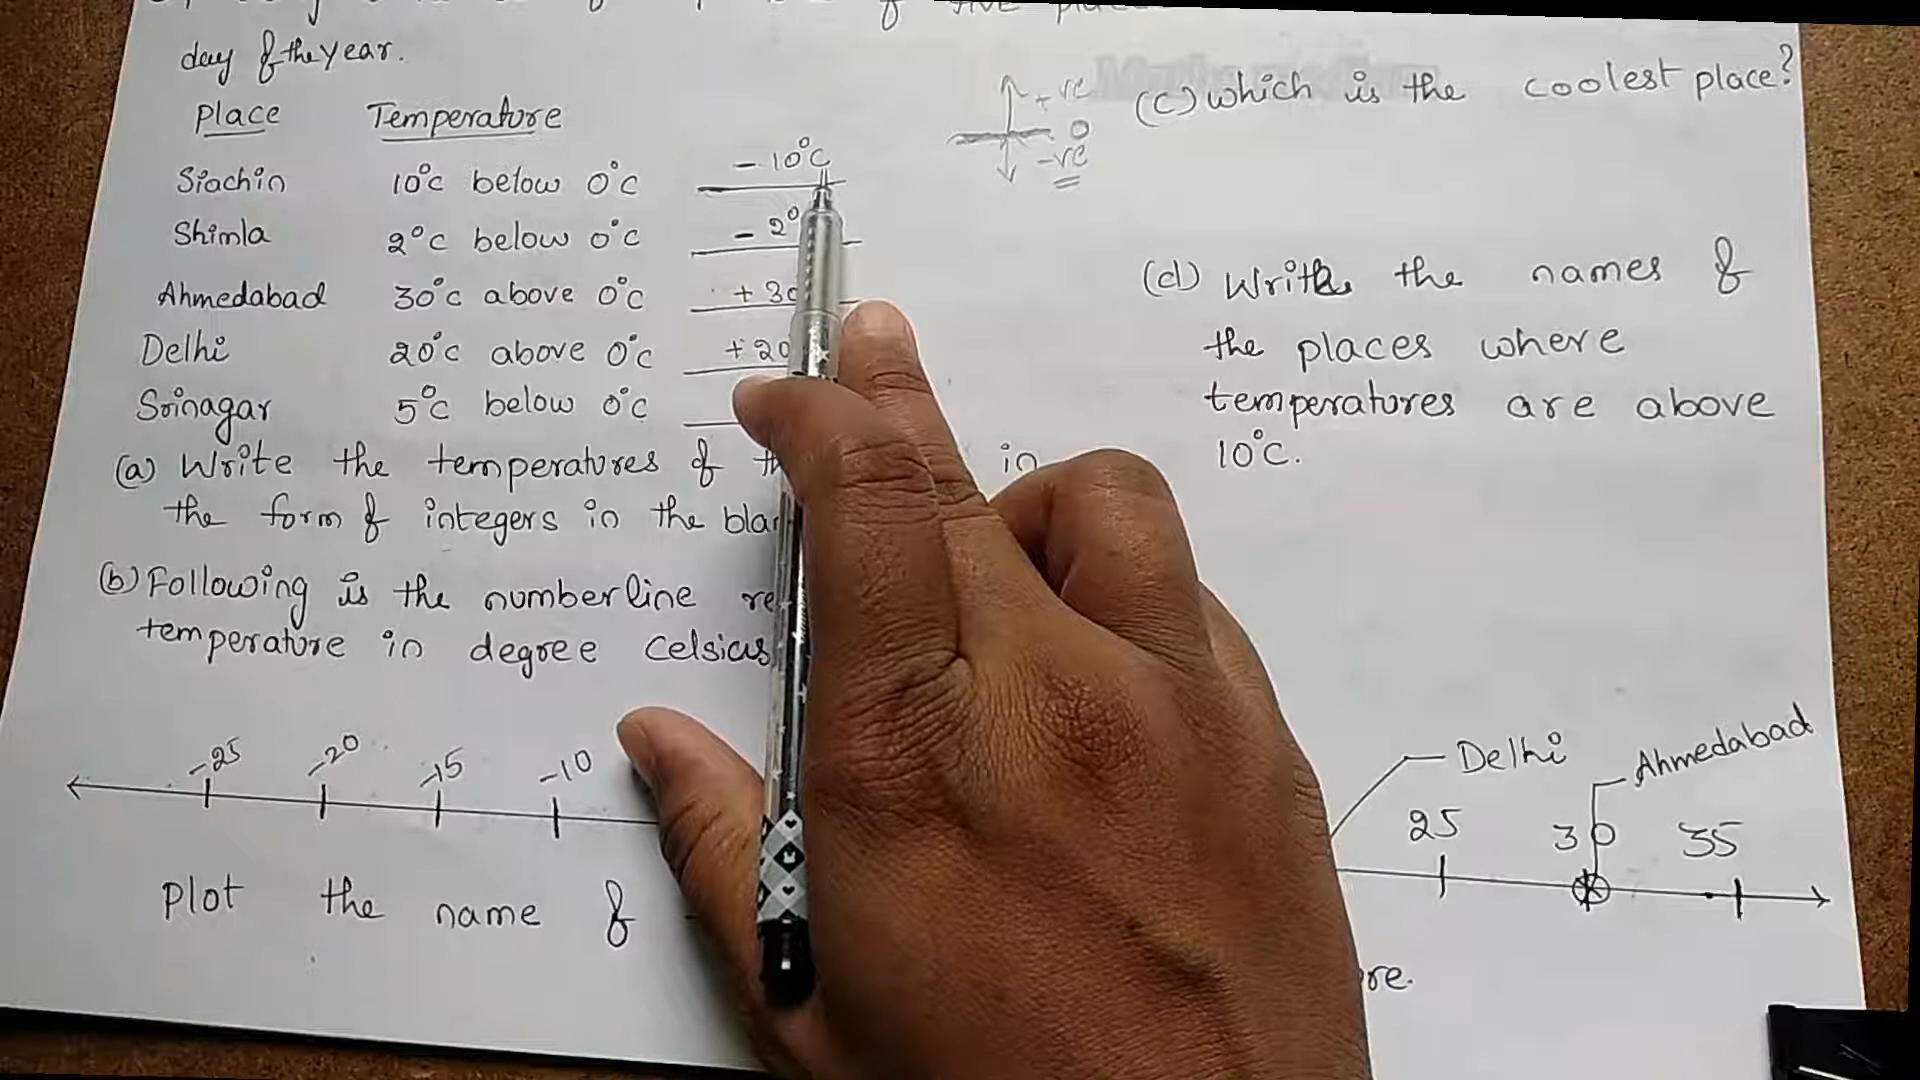 day of the year.
Place Temperature
Siachin 10°c below 0°c - 10°C
Shimla 2°c below 0°c - 2°
Ahmedabad 30°c above 0°c + 30
Delhi 20°c above 0°c + 20
Srinagar 5°c below 0°c
(a) Write the temperatures of in
the form of integers in the
(b) Following is the numberline
temperature in degree Celsius
-25 -20 -15 -10
Plot the name of
+ ve
0
-ve
(c) which is the coolest place?
(d) Write the names of
the places where
temperatures are above
10°C.
Delhi Ahmedabad
25 30 35